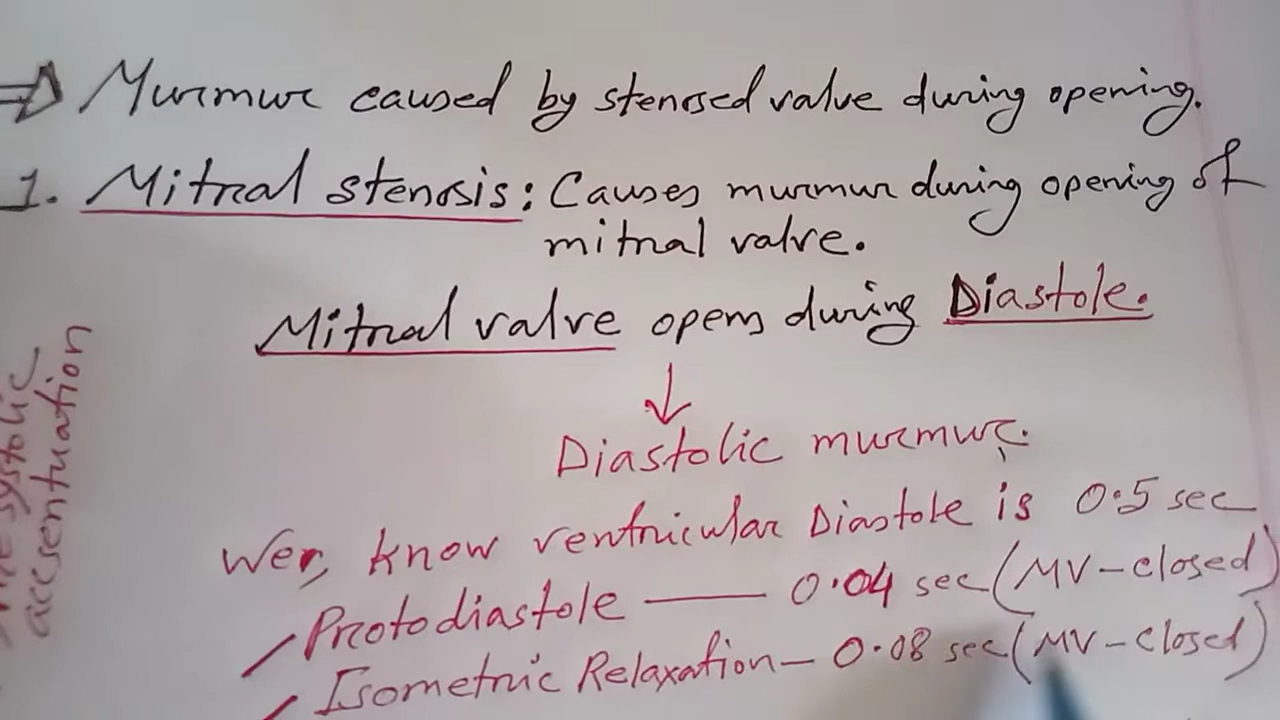 ⇒ Murmur caused by stenosed valve during opening.
1. Mitral stenosis: Causes murmur during opening of
mitral valve.
Mitral valve opens during Diastole.
↓
Diastolic murmur.
We, know ventricular Diastole is 0.5 sec
Protodiastole — 0.04 sec (MV-closed)
Isometric Relaxation — 0.08 sec (MV-closed)
systolic
accsentuation